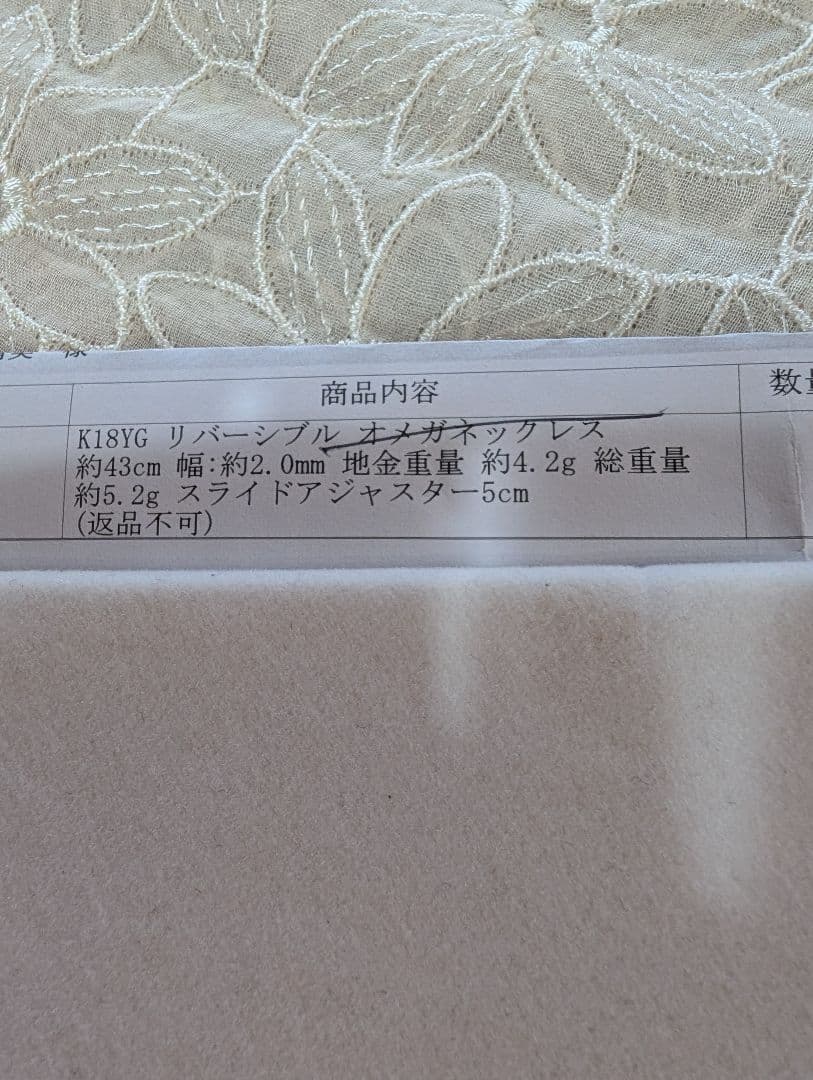 様
商品内容
数量
K18YG リバーシブル オメガネックレス
約43cm 幅:約2.0mm 地金重量 約4.2g 総重量
約5.2g スライドアジャスター5cm
(返品不可)